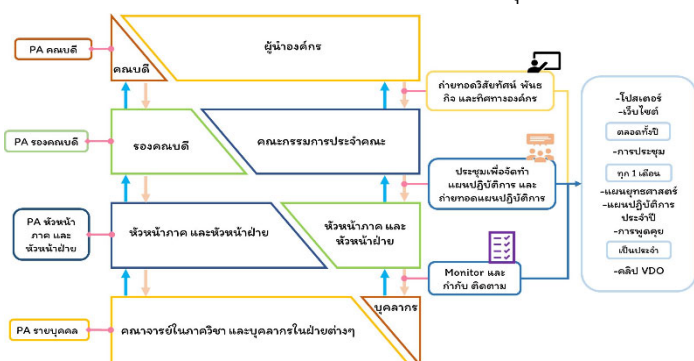 PA คณบดี
คณบดี
ผู้นำองค์กร
ถ่ายทอดวิสัยทัศน์ พันธ
กิจ และทิศทางองค์กร
PA รองคณบดี
รองคณบดี
คณะกรรมการประจำคณะ
ประชุมเพื่อจัดทำ
แผนปฏิบัติการ และ
ถ่ายทอดแผนปฏิบัติการ
PA หัวหน้า
ภาค และ
หัวหน้าฝ่าย
หัวหน้าภาค และหัวหน้าฝ่าย
หัวหน้าภาค และ
หัวหน้าฝ่าย
Monitor และ
กำกับ ติดตาม
PA รายบุคคล
คณาจารย์ในภาควิชา และบุคลากรในฝ่ายต่างๆ
บุคลากร
-โปสเตอร์
-เว็บไซต์
ตลอดทั้งปี
-การประชุม
ทุก 1 เดือน
-แผนยุทธศาสตร์
-แผนปฏิบัติการ
ประจำปี
-การพูดคุย
เป็นประจำ
-คลิป VDO